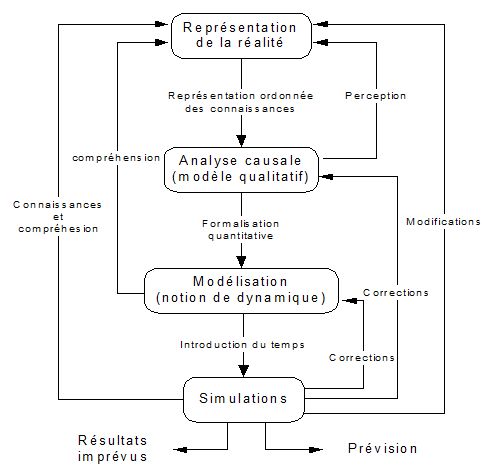 Représentation
de la réalité
Représentation ordonnée
des connaissances
Perception
compréhension
Analyse causale
(modèle qualitatif)
Connaissances
et
compréhesion
Formalisation
quantitative
Modifications
Modélisation
(notion de dynamique)
Corrections
Introduction du temps
Corrections
Simulations
Résultats
imprévus
Prévision